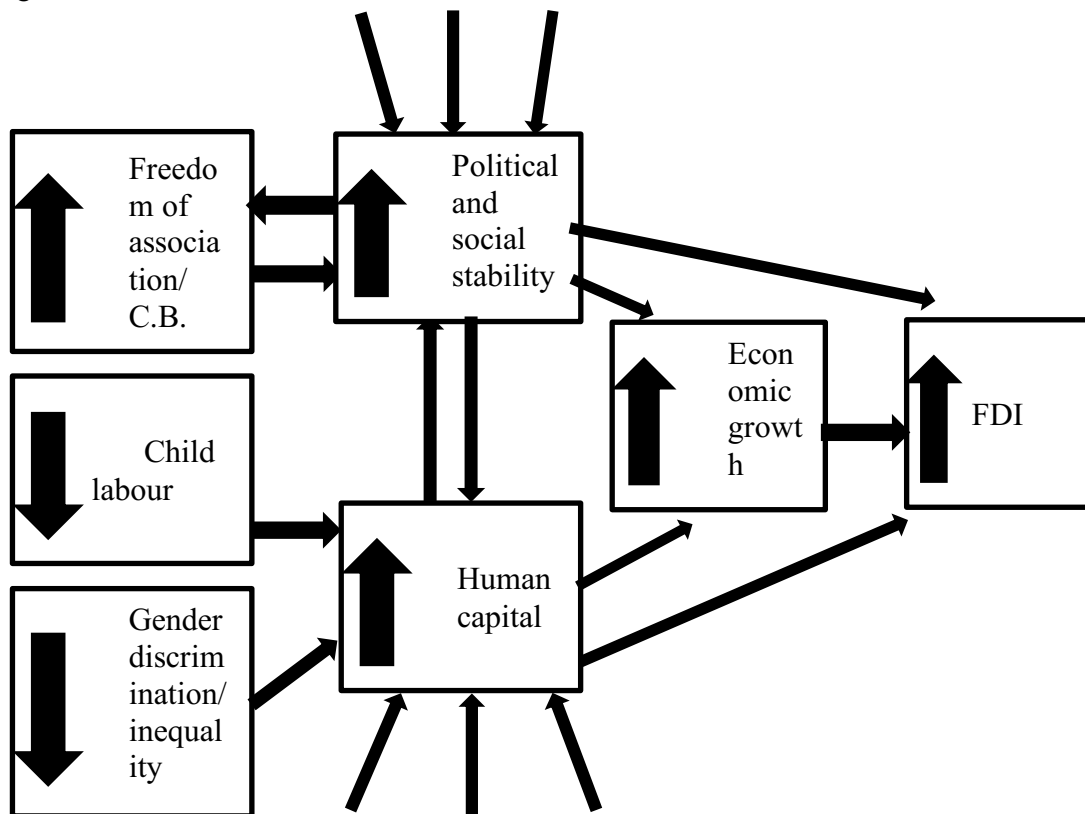 Freedo
m of
associa
tion/
C.B.
Political
and
social
stability
Econ
omic
growt
h
FDI
Child
labour
Human
capital
Gender
discrim
ination/
inequal
ity